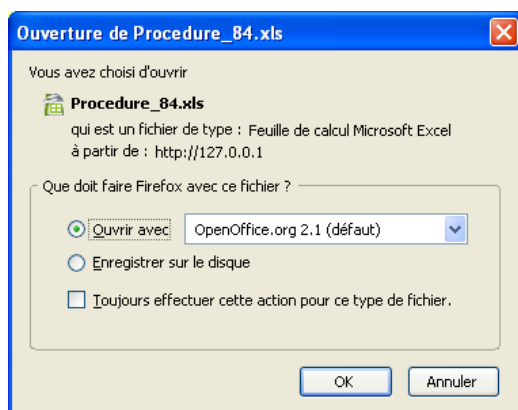 Ouverture de Procedure_84.xls
Vous avez choisi d'ouvrir
Procedure_84.xls
qui est un fichier de type : Feuille de calcul Microsoft Excel
à partir de : http://127.0.0.1
Que doit faire Firefox avec ce fichier ?
Ouvrir avec OpenOffice.org 2.1 (défaut)
Enregistrer sur le disque
Toujours effectuer cette action pour ce type de fichier.
OK Annuler